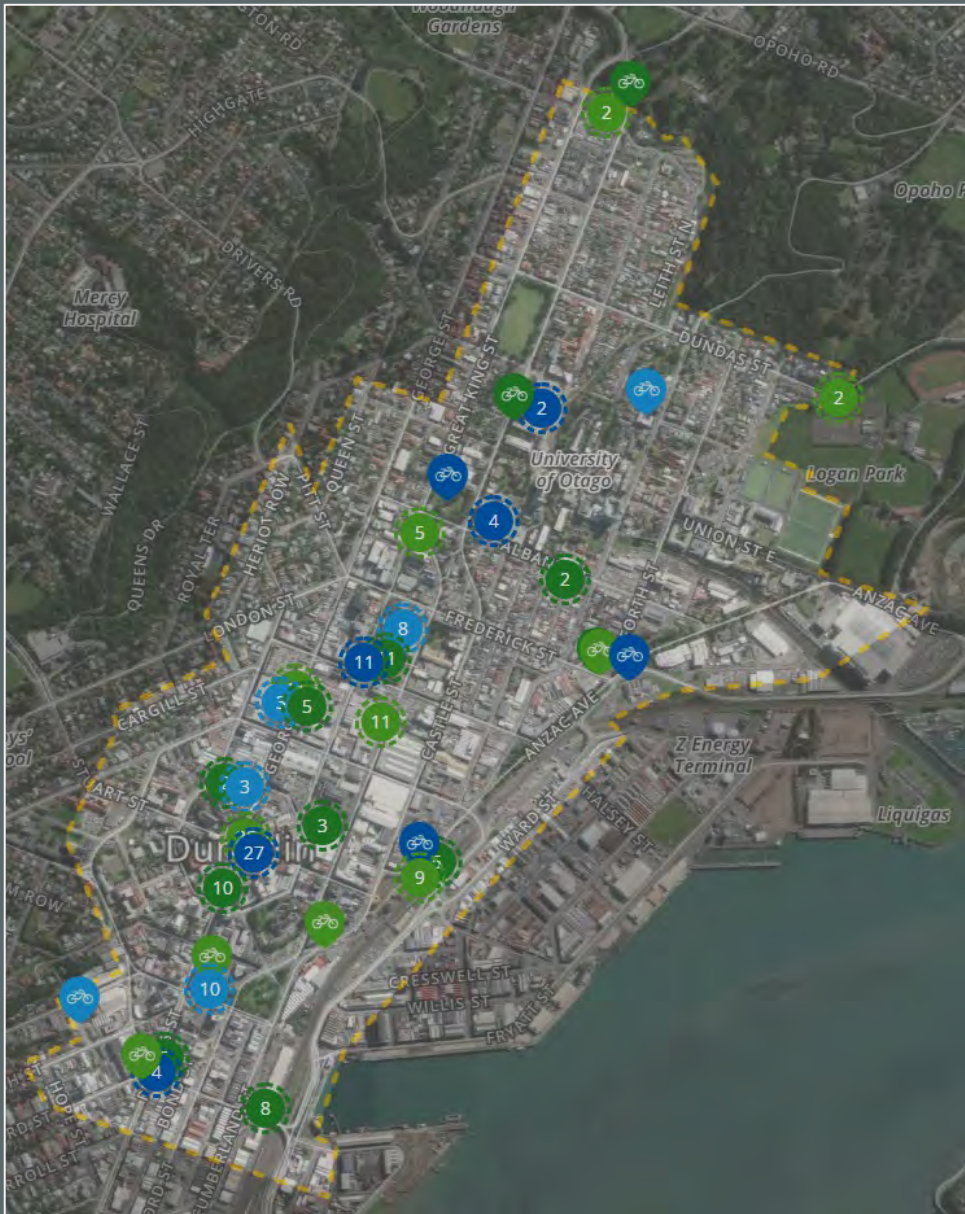 Gardens
OPOHO RD
HIGHGATE
2
DRIVERS RD
LEITH ST N
Mercy
Hospital
DUNDAS ST
GEORGE ST
GREAT KING ST
2
2
QUEEN ST
WALLACE ST
University
of Otago
Logan Park
PITT ST
HERIOT ROW
5
4
UNION ST E
QUEENS DR
ROYAL TER
2
ANZAC AVE
LONDON ST
8
FREDERICK ST
11
CARGILL ST
5
11
CASTLE ST
ANZAC AVE
Z Energy
Terminal
STUART ST
3
HALSEY ST
Liquigas
3
WARD ST
27
9
10
CRESSWELL ST
10
WILLIS ST
FRYATT ST
4
8